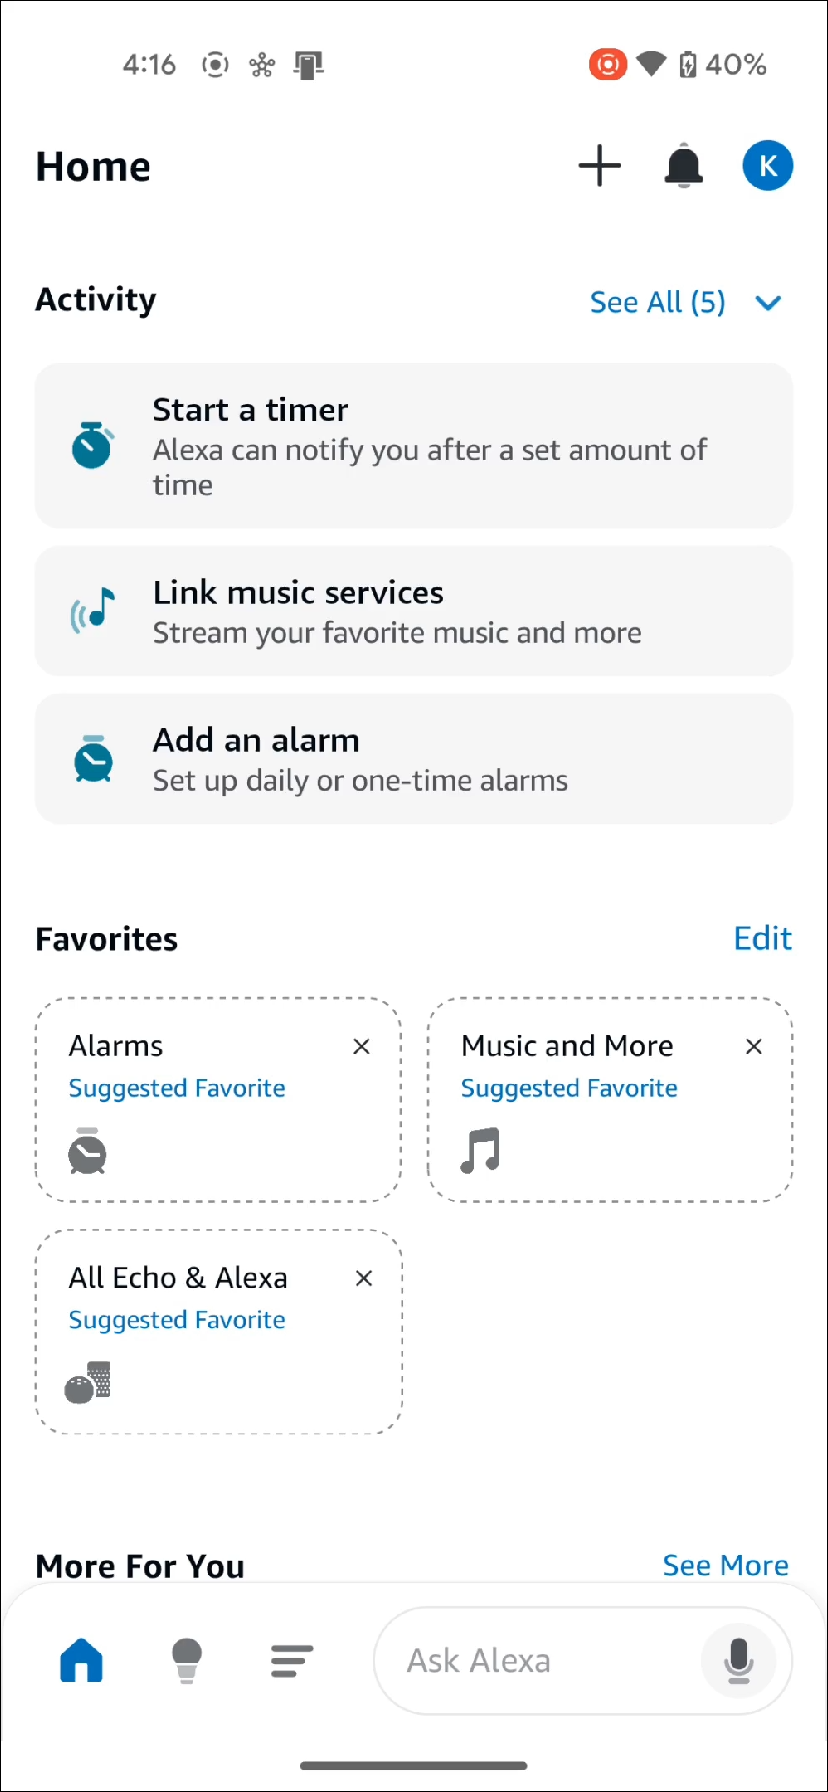 4:16
40%
Home
K
Activity
See All (5)
Start a timer
Alexa can notify you after a set amount of
time
Link music services
Stream your favorite music and more
Add an alarm
Set up daily or one-time alarms
Favorites
Edit
Alarms
Suggested Favorite
Music and More
Suggested Favorite
All Echo & Alexa
Suggested Favorite
More For You
See More
Ask Alexa